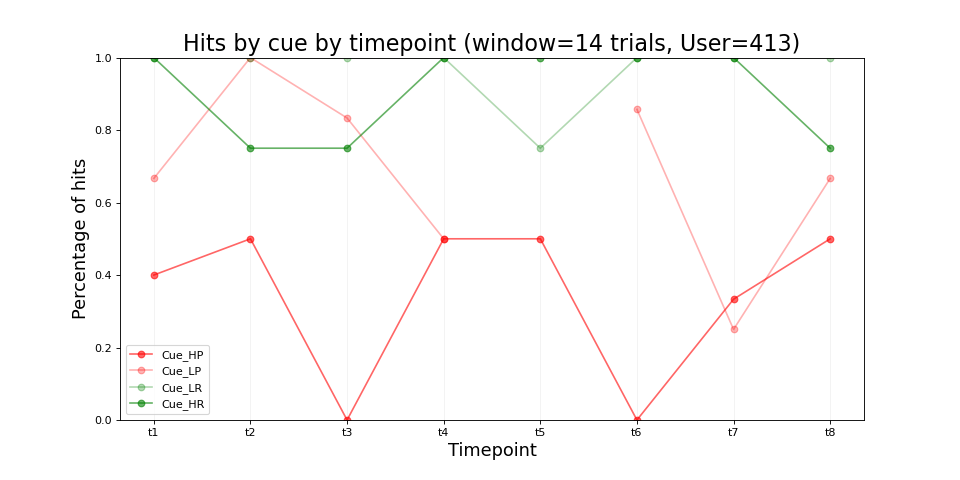 Hits by cue by timepoint (window=14 trials, User=413)
Percentage of hits
1.0
0.8
0.6
0.4
0.2
0.0
Cue_HP
Cue_LP
Cue_LR
Cue_HR
t1 t2 t3 t4 t5 t6 t7 t8
Timepoint